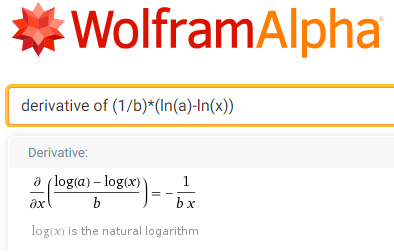 WolframAlpha
derivative of (1/b)*(ln(a)-ln(x))
Derivative:
∂/∂x((log(a) − log(x))/b) = − 1/(b x)
log(x) is the natural logarithm